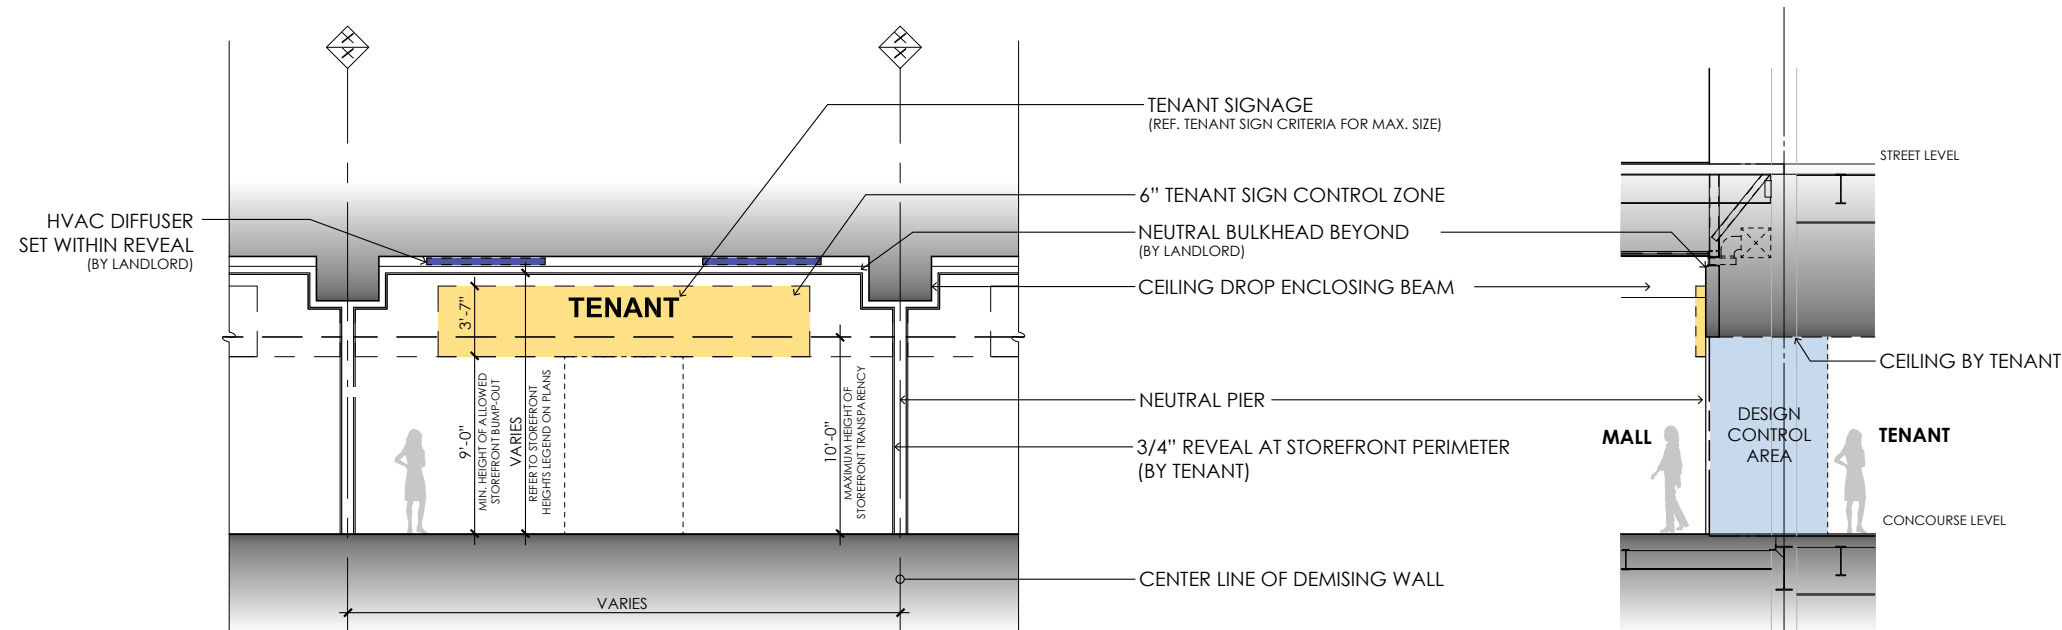 X
X
X
X
TENANT SIGNAGE
(REF. TENANT SIGN CRITERIA FOR MAX. SIZE)
6” TENANT SIGN CONTROL ZONE
NEUTRAL BULKHEAD BEYOND
(BY LANDLORD)
CEILING DROP ENCLOSING BEAM
NEUTRAL PIER
3/4” REVEAL AT STOREFRONT PERIMETER
(BY TENANT)
CENTER LINE OF DEMISING WALL
HVAC DIFFUSER
SET WITHIN REVEAL
(BY LANDLORD)
TENANT
3'-7"
9'-0"
MIN. HEIGHT OF ALLOWED
STOREFRONT BUMP-OUT
VARIES
REFER TO STOREFRONT
HEIGHTS LEGEND ON PLANS
10'-0"
MAXIMUM HEIGHT OF
STOREFRONT TRANSPARENCY
VARIES
STREET LEVEL
CEILING BY TENANT
MALL
DESIGN
CONTROL
AREA
TENANT
CONCOURSE LEVEL